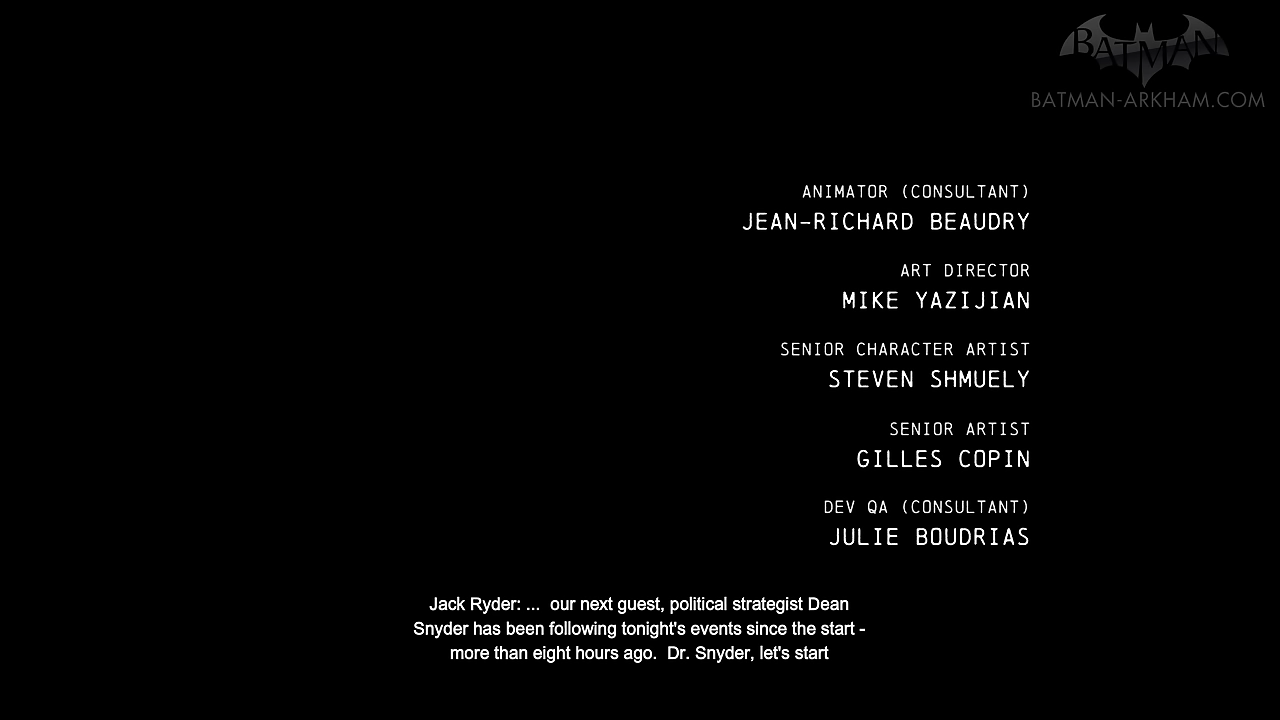 BATMAN
BATMAN-ARKHAM.COM
ANIMATOR (CONSULTANT)
JEAN-RICHARD BEAUDRY
ART DIRECTOR
MIKE YAZIJIAN
SENIOR CHARACTER ARTIST
STEVEN SHMUELY
SENIOR ARTIST
GILLES COPIN
DEV QA (CONSULTANT)
JULIE BOUDRIAS
Jack Ryder: ...  our next guest, political strategist Dean
Snyder has been following tonight's events since the start -
more than eight hours ago.  Dr. Snyder, let's start